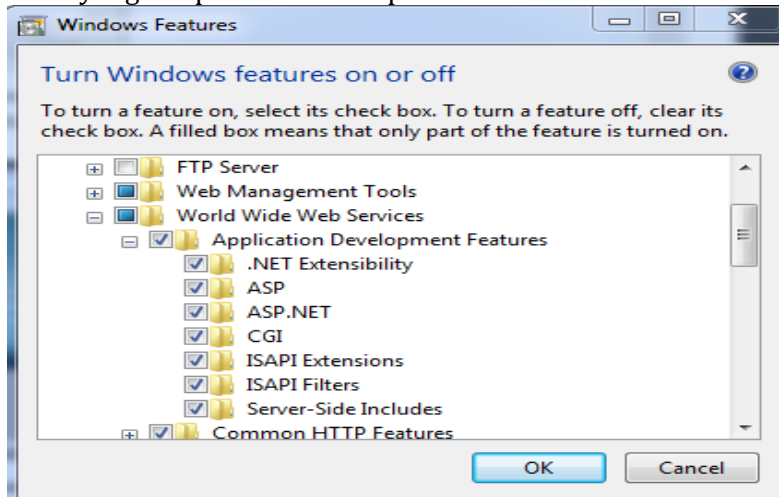 Windows Features
Turn Windows features on or off
To turn a feature on, select its check box. To turn a feature off, clear its
check box. A filled box means that only part of the feature is turned on.
FTP Server
Web Management Tools
World Wide Web Services
Application Development Features
.NET Extensibility
ASP
ASP.NET
CGI
ISAPI Extensions
ISAPI Filters
Server-Side Includes
Common HTTP Features
OK Cancel